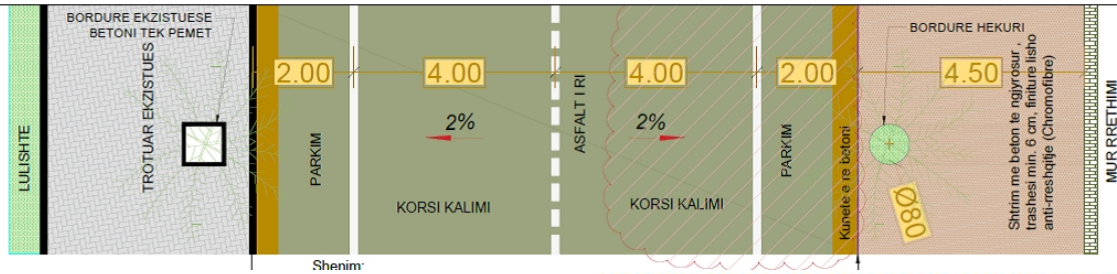 BORDURE EKZISTUESE
BETONI TEK PEMET
BORDURE HEKURI
2.00
4.00
4.00
2.00
4.50
LULISHTE
TROTUAR EKZISTUES
PARKIM
2%
KORSI KALIMI
ASFALT I RI
2%
KORSI KALIMI
PARKIM
Kunete e re betoni
Ø80
Shtrim me beton te ngjyrosur ,
trashesi min. 6 cm, finiture lisho
anti-rreshqitje (Chromofibre)
MUR RRETHIMI
Shenim: